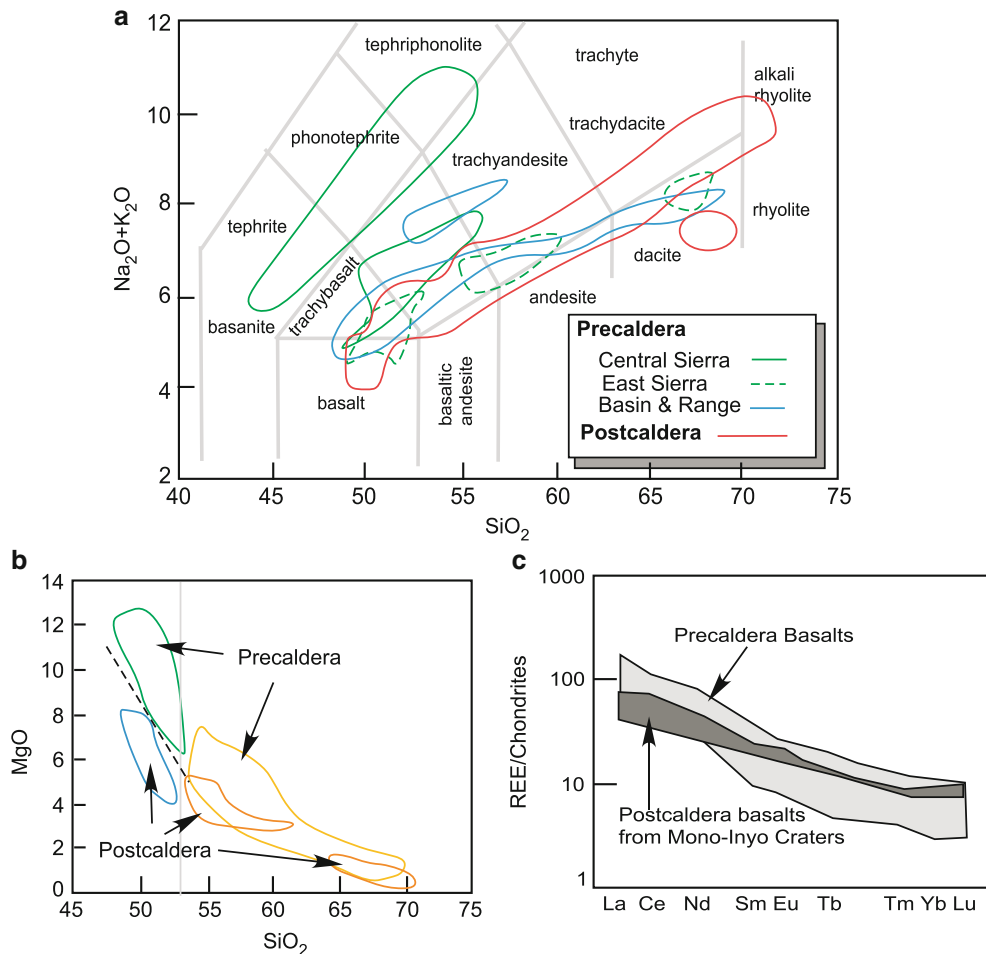 a
12
10
8
6
4
2
Na2O+K2O
tephriphonolite
trachyte
alkali
rhyolite
phonotephrite
trachydacite
trachyandesite
tephrite
rhyolite
dacite
trachybasalt
basanite
andesite
basalt
basaltic
andesite
Precaldera
Central Sierra
East Sierra
Basin & Range
Postcaldera
40 45 50 55 60 65 70 75
SiO2
b
14
12
10
8
6
4
2
0
MgO
Precaldera
Postcaldera
45 50 55 60 65 70 75
SiO2
c
1000
100
10
1
REE/Chondrites
Precaldera Basalts
Postcaldera basalts
from Mono-Inyo Craters
La Ce Nd Sm Eu Tb Tm Yb Lu